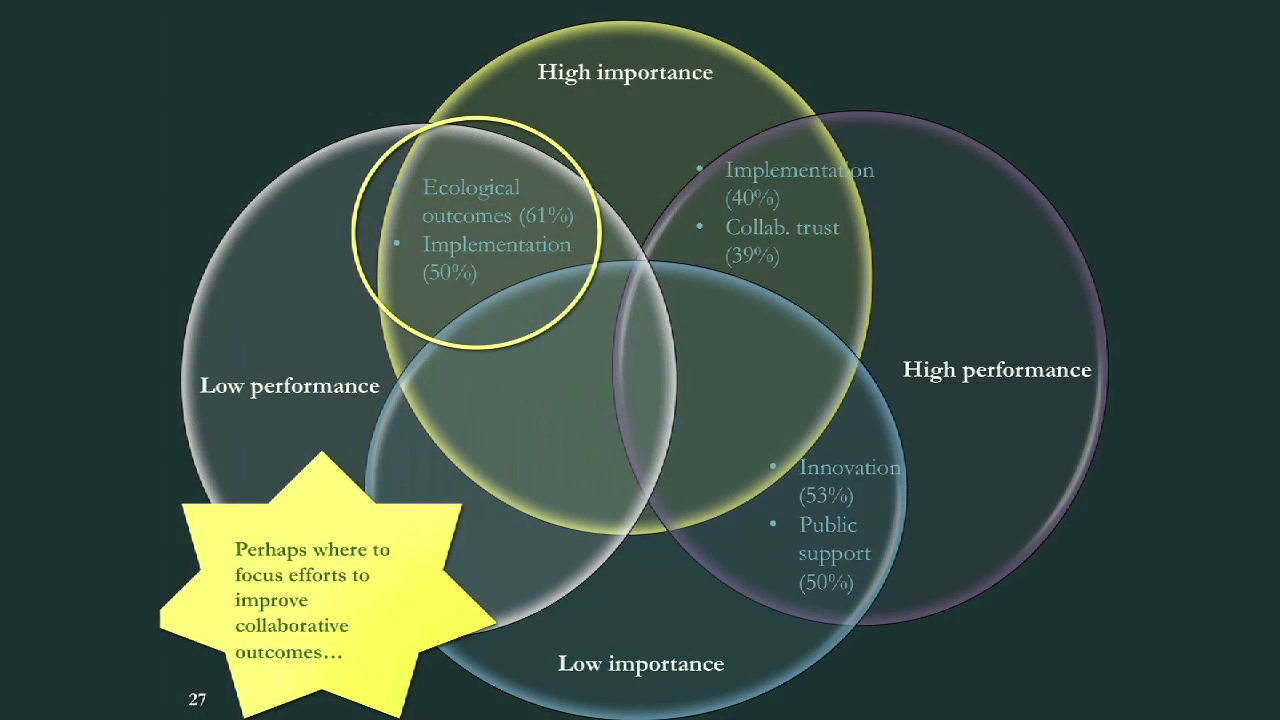 High importance
• Ecological
outcomes (61%)
• Implementation
(50%)
• Implementation
(40%)
• Collab. trust
(39%)
Low performance
High performance
• Innovation
(53%)
• Public
support
(50%)
Perhaps where to
focus efforts to
improve
collaborative
outcomes…
Low importance
27